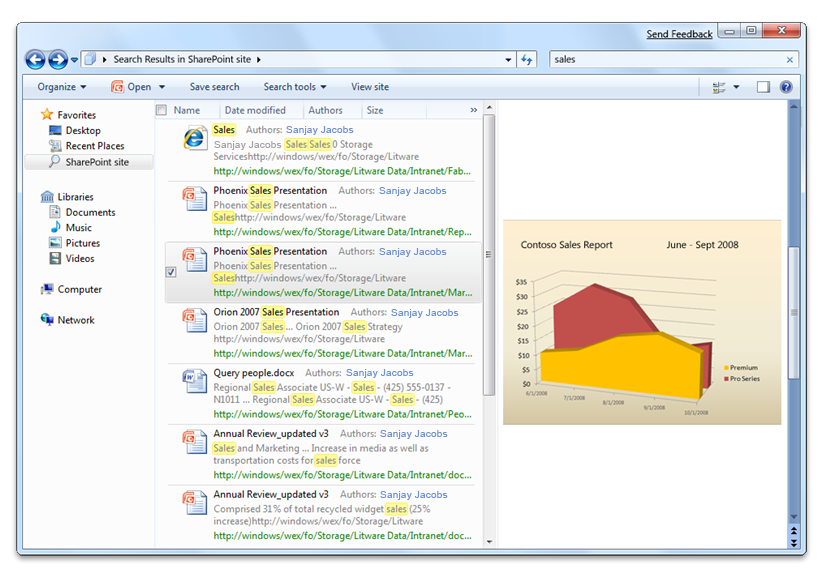 Send Feedback
Search Results in SharePoint site
sales
Organize
Open
Save search
Search tools
View site
Favorites
Desktop
Recent Places
SharePoint site
Libraries
Documents
Music
Pictures
Videos
Computer
Network
Name Date modified Authors Size »
Sales Authors: Sanjay Jacobs
Sanjay Jacobs Sales Sales 0 Storage
Serviceshttp://windows/wex/fo/Storage/Litware
http://windows/wex/fo/Storage/Litware Data/Intranet/Fab...
Phoenix Sales Presentation Authors: Sanjay Jacobs
Phoenix Sales Presentation ...
Saleshttp://windows/wex/fo/Storage/Litware
http://windows/wex/fo/Storage/Litware Data/Intranet/Rep...
Phoenix Sales Presentation Authors: Sanjay Jacobs
Phoenix Sales Presentation ...
Saleshttp://windows/wex/fo/Storage/Litware
http://windows/wex/fo/Storage/Litware Data/Intranet/Mar...
Orion 2007 Sales Presentation Authors: Sanjay Jacobs
Orion 2007 Sales ... Orion 2007 Sales Strategy
http://windows/wex/fo/Storage/Litware
http://windows/wex/fo/Storage/Litware Data/Intranet/Mar...
Query people.docx Authors: Sanjay Jacobs
Regional Sales Associate US-W - Sales - (425) 555-0137 -
N1011 ... Regional Sales Associate US-W - Sales - (425)
http://windows/wex/fo/Storage/Litware Data/Intranet/Peo...
Annual Review_updated v3 Authors: Sanjay Jacobs
Sales and Marketing ... Increase in media as well as
transportation costs for sales force
http://windows/wex/fo/Storage/Litware Data/Intranet/doc...
Annual Review_updated v3 Authors: Sanjay Jacobs
Comprised 31% of total recycled widget sales (25%
increase)http://windows/wex/fo/Storage/Litware
http://windows/wex/fo/Storage/Litware Data/Intranet/doc...
Contoso Sales Report June - Sept 2008
$35
$30
$25
$20
$15
$10
$5
$0
6/1/2008
7/1/2008
8/1/2008
9/1/2008
10/1/2008
Premium
Pro Series